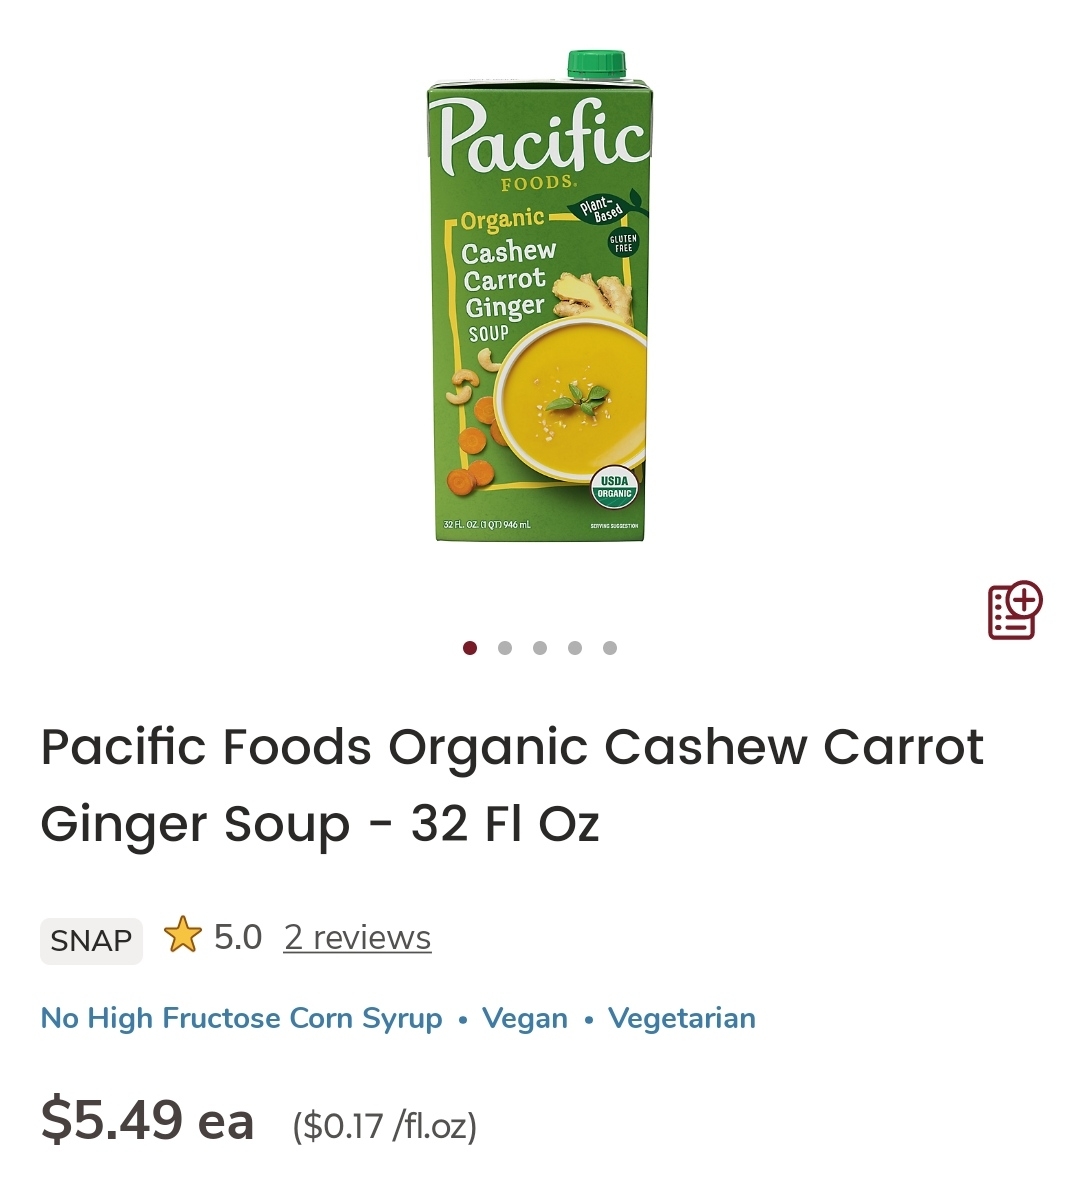 Pacific
FOODS®
Organic
Plant-
Based
GLUTEN
FREE
Cashew
Carrot
Ginger
SOUP
USDA
ORGANIC
32 FL. OZ. (1 QT) 946 mL
SERVING SUGGESTION
Pacific Foods Organic Cashew Carrot
Ginger Soup - 32 Fl Oz
SNAP 5.0 2 reviews
No High Fructose Corn Syrup • Vegan • Vegetarian
$5.49 ea ($0.17 /fl.oz)